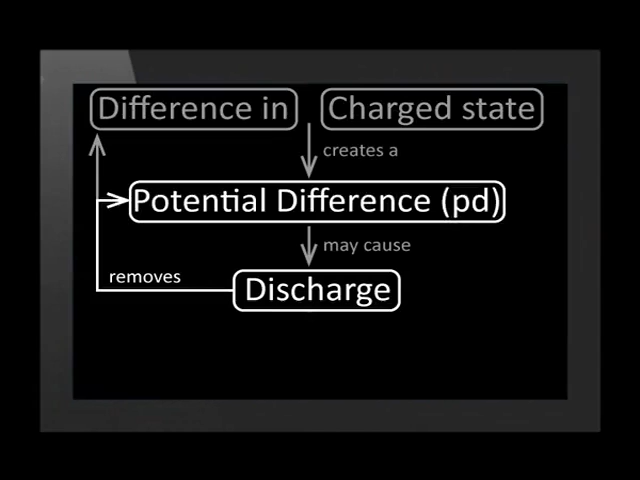 Difference in Charged state
creates a
Potential Difference (pd)
may cause
removes
Discharge